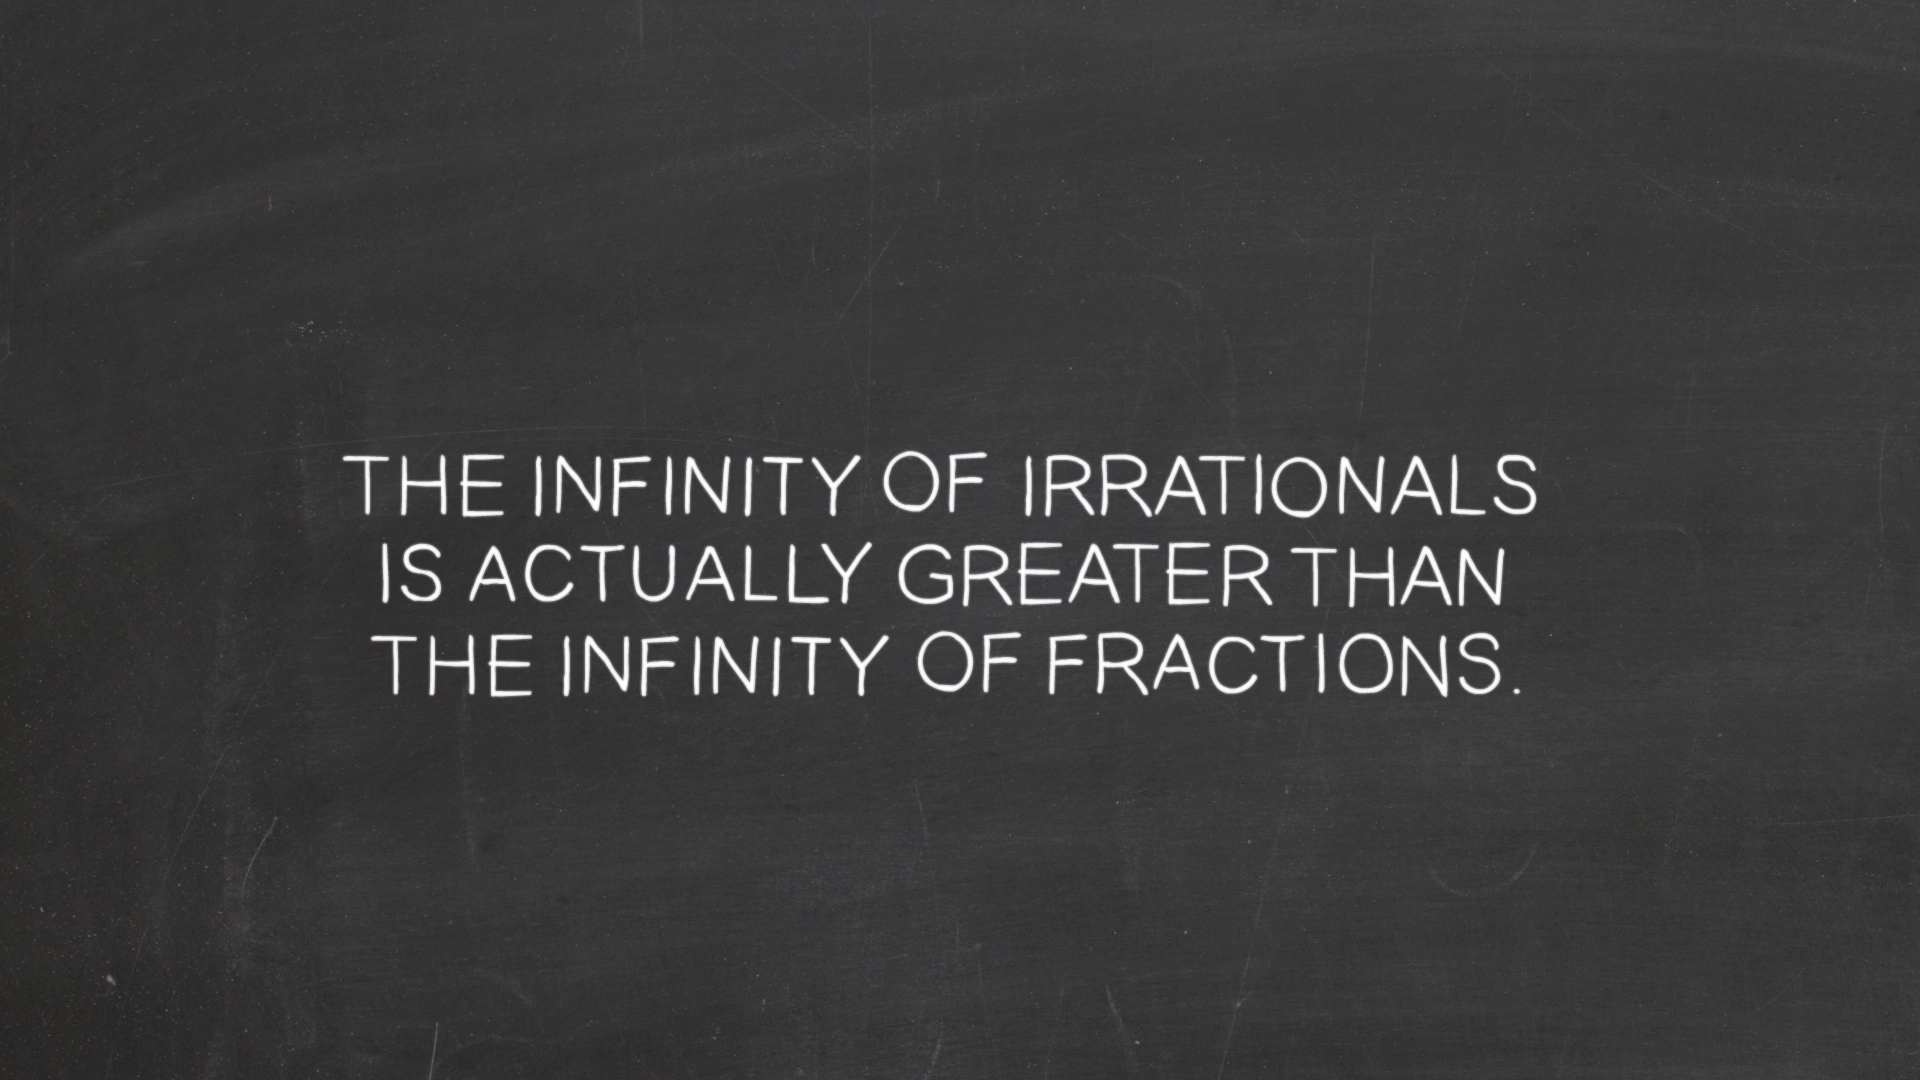 THE INFINITY OF IRRATIONALS
IS ACTUALLY GREATER THAN
THE INFINITY OF FRACTIONS.